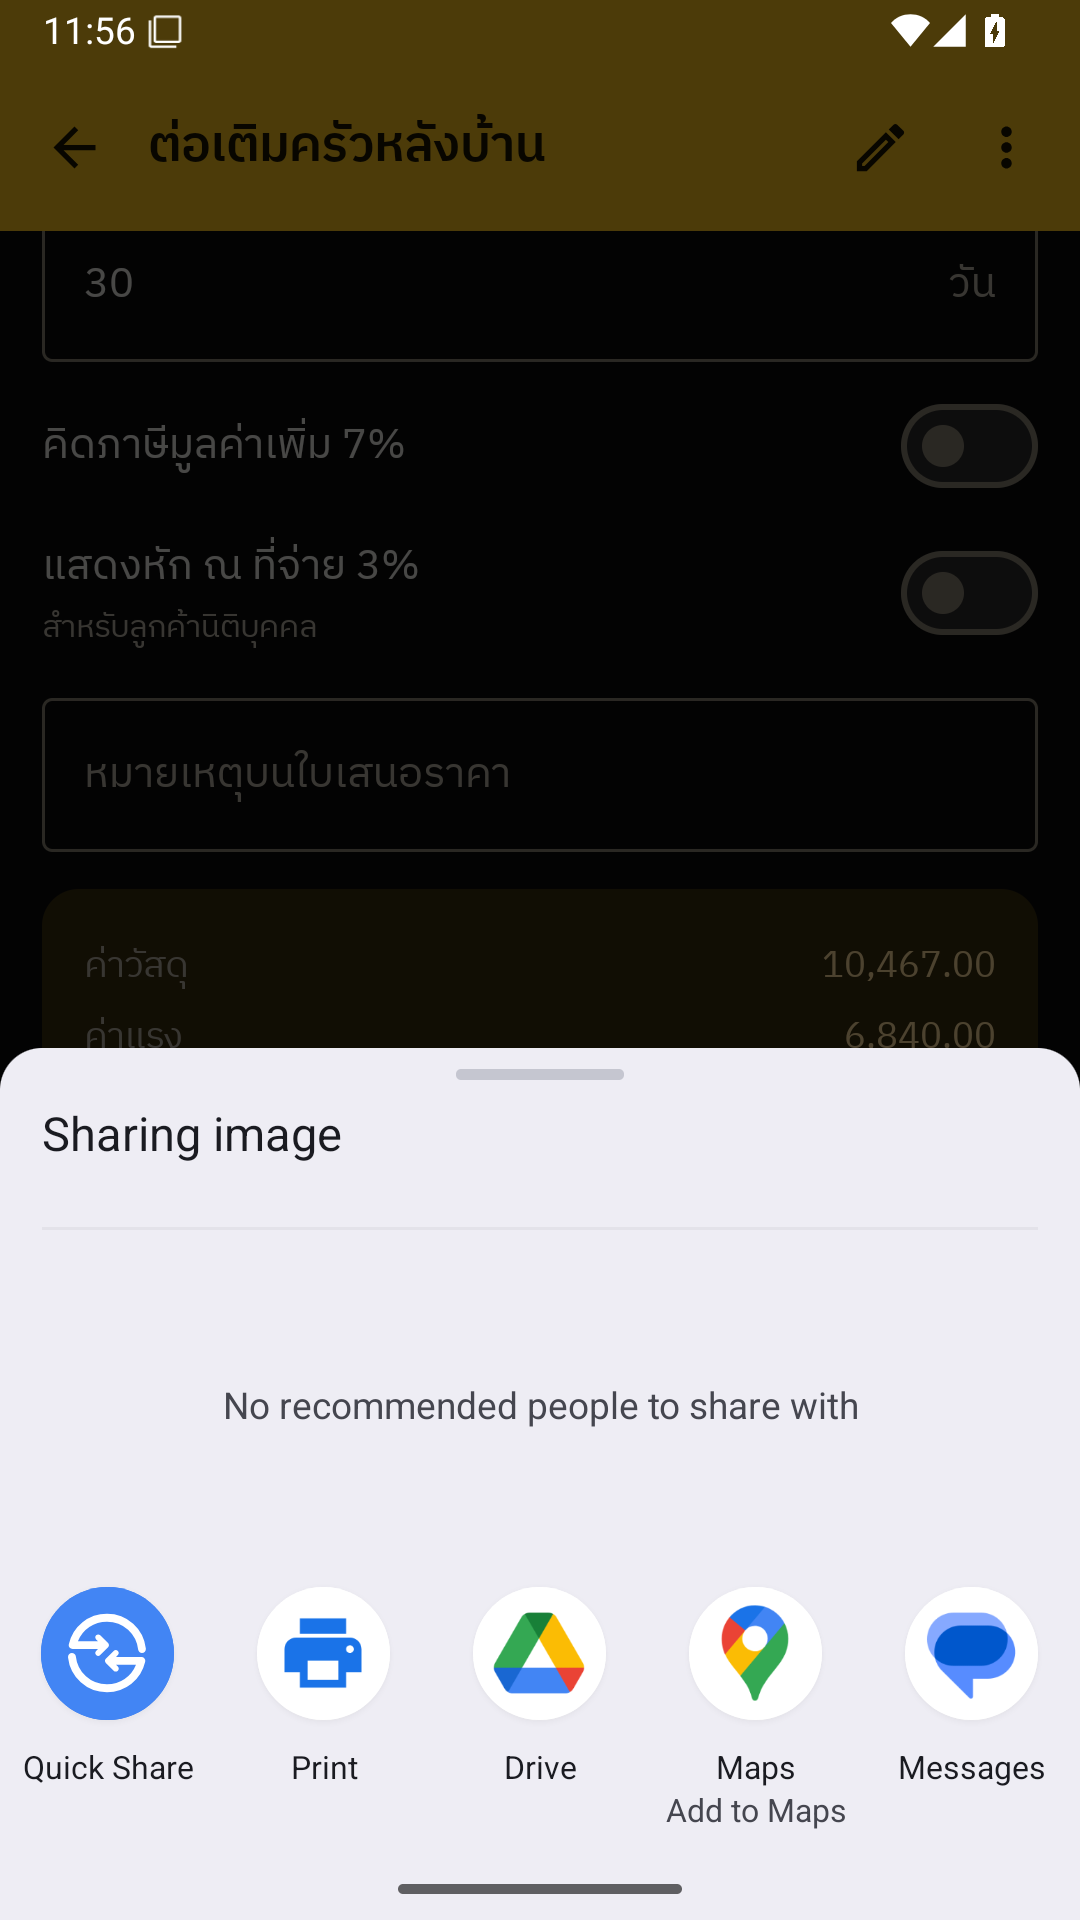 11:56
ต่อเติมครัวหลังบ้าน
30 วัน
คิดภาษีมูลค่าเพิ่ม 7%
แสดงหัก ณ ที่จ่าย 3%
สำหรับลูกค้านิติบุคคล
หมายเหตุบนใบเสนอราคา
ค่าวัสดุ 10,467.00
ค่าแรง 6,840.00
Sharing image
No recommended people to share with
Quick Share Print Drive Maps Messages
Add to Maps